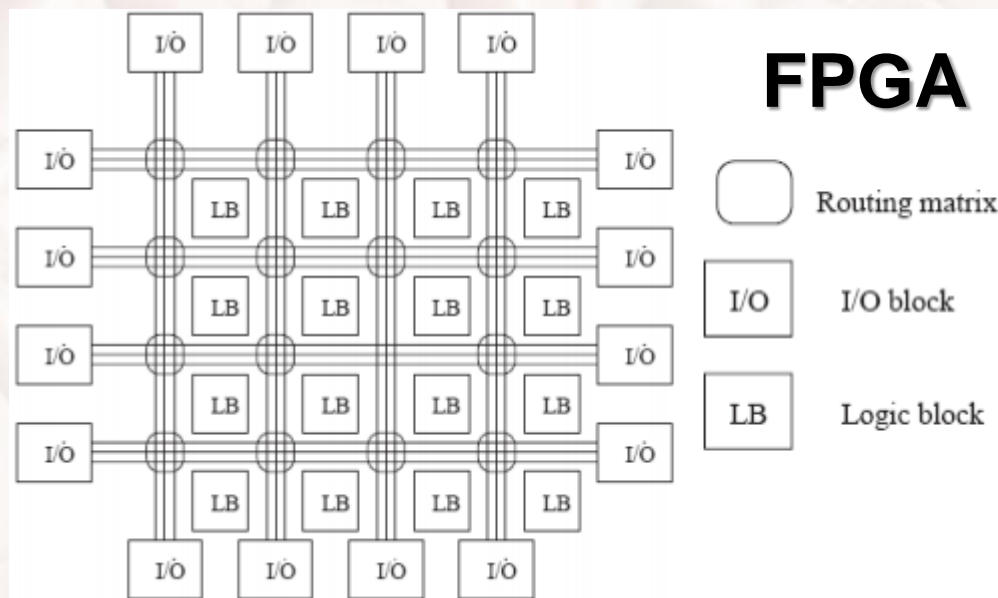 I/O I/O I/O I/O
FPGA
I/O I/O
LB LB LB LB
Routing matrix
I/O I/O
LB LB LB LB
I/O I/O block
I/O I/O
LB LB LB LB
LB Logic block
I/O I/O
LB LB LB LB
I/O I/O I/O I/O